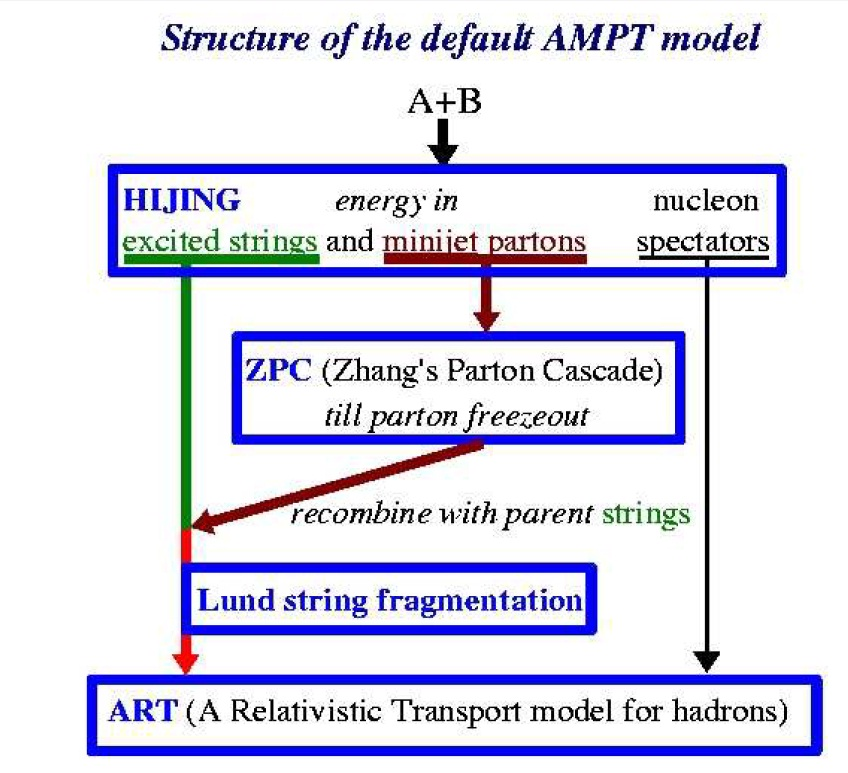 Structure of the default AMPT model
A+B
HIJING energy in nucleon
excited strings and minijet partons spectators
ZPC (Zhang's Parton Cascade)
till parton freezeout
recombine with parent strings
Lund string fragmentation
ART (A Relativistic Transport model for hadrons)